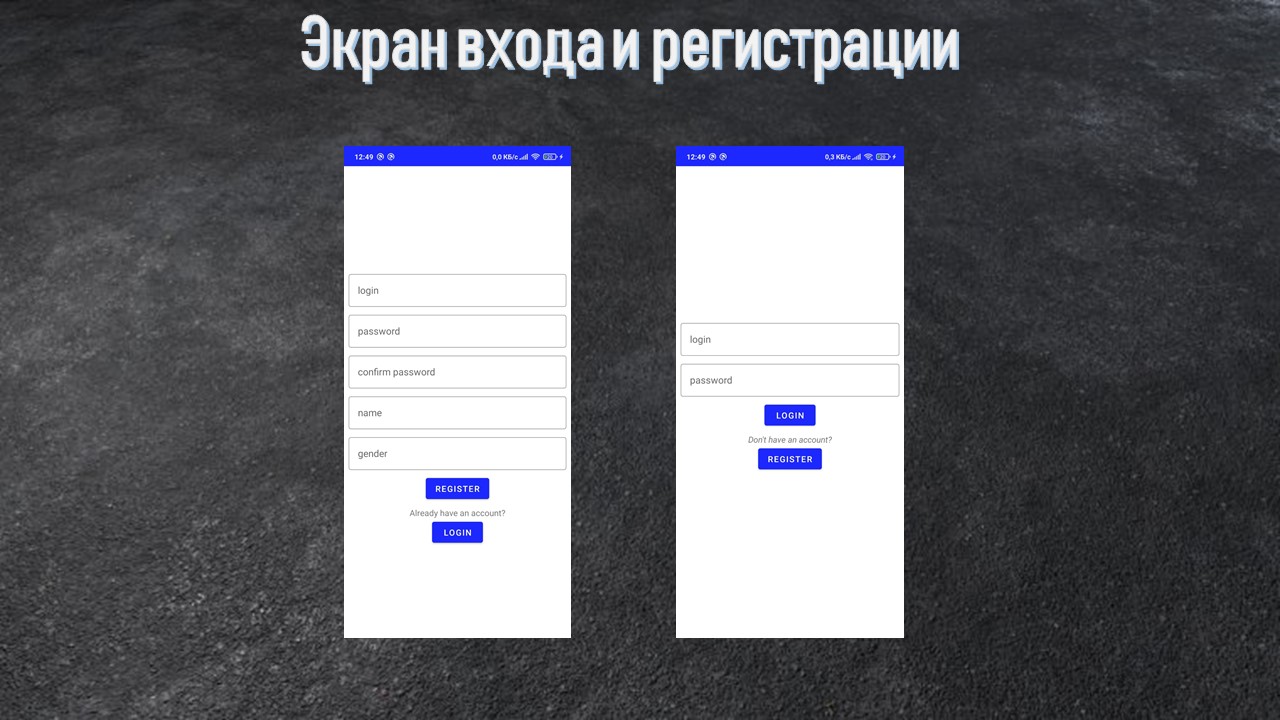 Экран входа и регистрации
12:49
0,0 КБ/с
login
password
confirm password
name
gender
REGISTER
Already have an account?
LOGIN
12:49
0,3 КБ/с
login
password
LOGIN
Don't have an account?
REGISTER